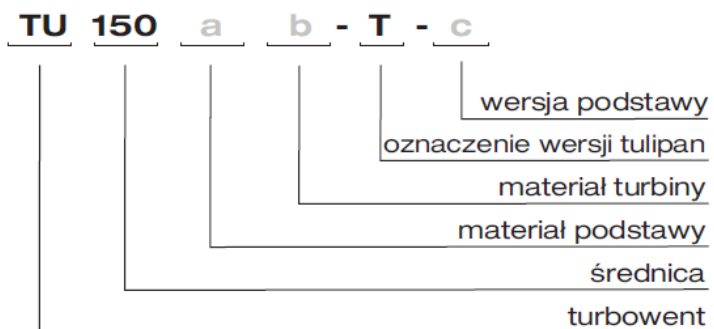 TU 150 a b - T - c
wersja podstawy
oznaczenie wersji tulipan
materiał turbiny
materiał podstawy
średnica
turbowent